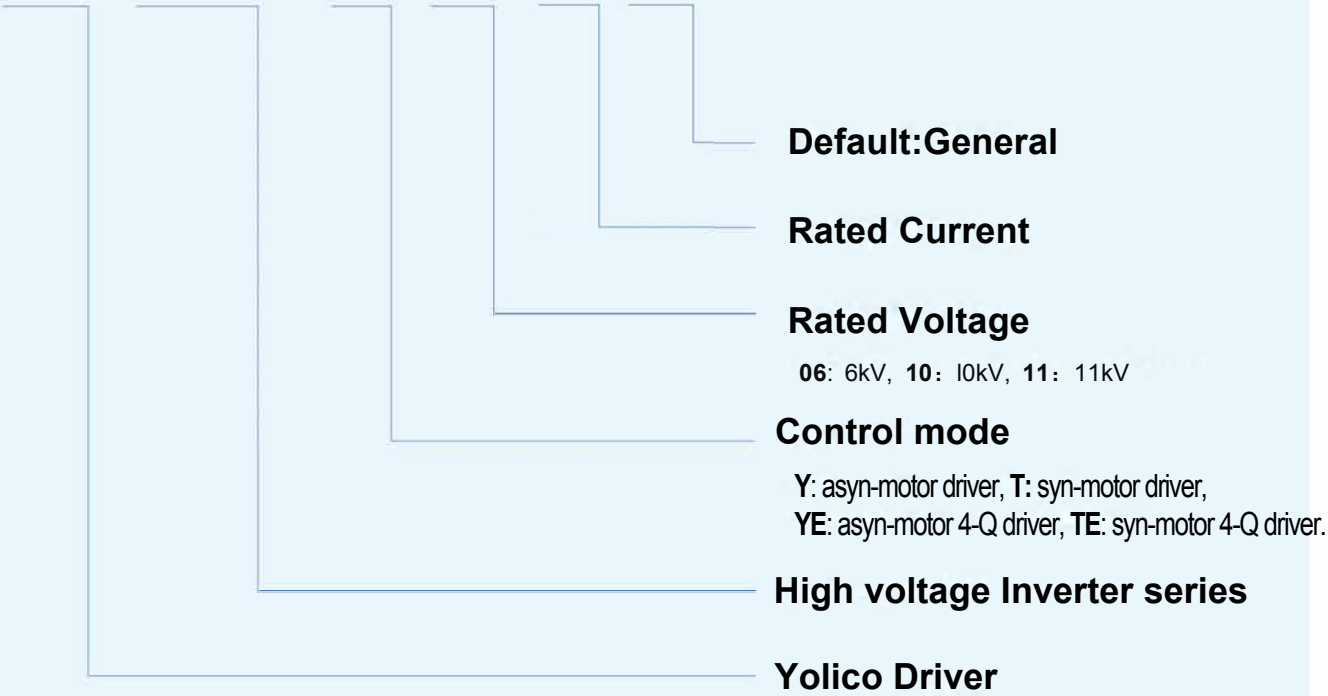 Default:General
Rated Current
Rated Voltage
06: 6kV, 10：l0kV, 11：11kV
Control mode
Y: asyn-motor driver, T: syn-motor driver,
YE: asyn-motor 4-Q driver, TE: syn-motor 4-Q driver.
High voltage Inverter series
Yolico Driver